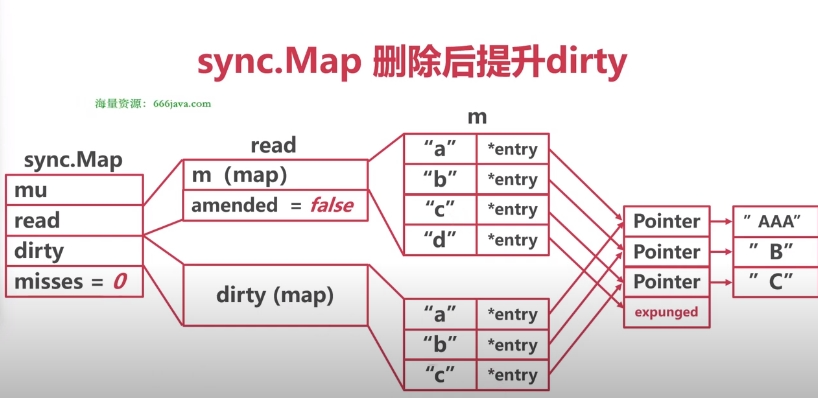 sync.Map 删除后提升dirty
海量资源：666java.com
m
read
sync.Map
mu
read
dirty
misses = 0
m（map）
amended = false
dirty (map)
“a” *entry
“b” *entry
“c” *entry
“d” *entry
“a” *entry
“b” *entry
“c” *entry
Pointer ” AAA”
Pointer ” B”
Pointer ” C”
expunged